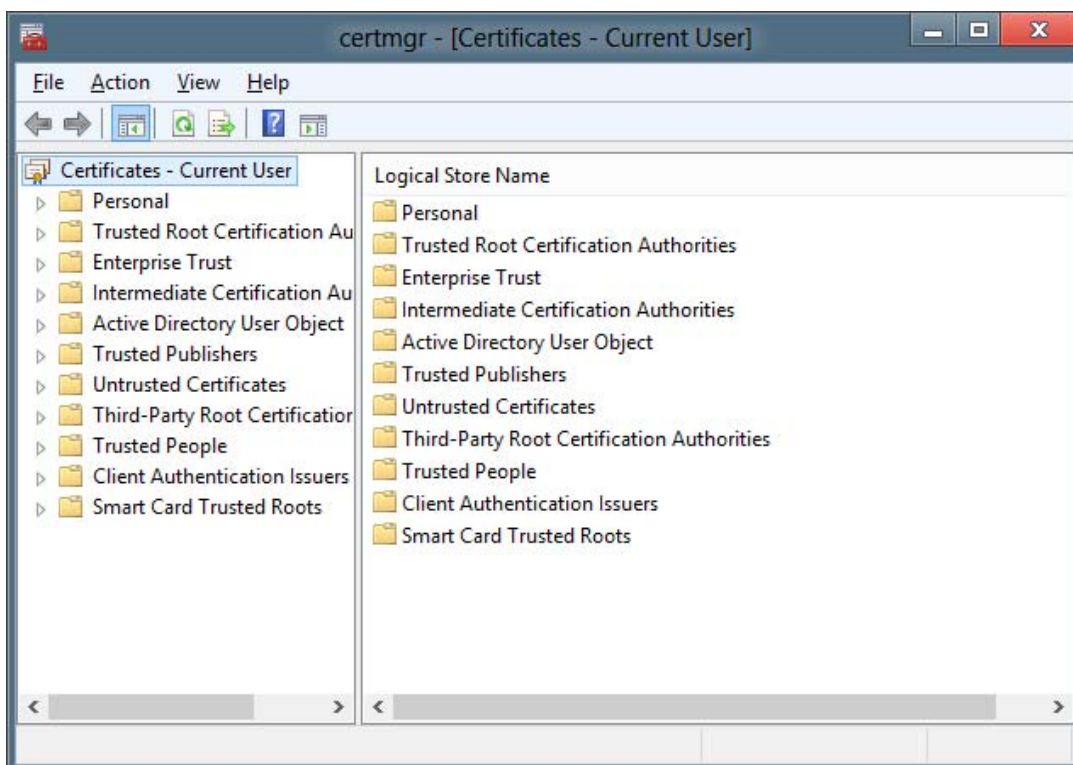 certmgr - [Certificates - Current User]
File Action View Help
Certificates - Current User
Personal
Trusted Root Certification Au
Enterprise Trust
Intermediate Certification Au
Active Directory User Object
Trusted Publishers
Untrusted Certificates
Third-Party Root Certification
Trusted People
Client Authentication Issuers
Smart Card Trusted Roots
Logical Store Name
Personal
Trusted Root Certification Authorities
Enterprise Trust
Intermediate Certification Authorities
Active Directory User Object
Trusted Publishers
Untrusted Certificates
Third-Party Root Certification Authorities
Trusted People
Client Authentication Issuers
Smart Card Trusted Roots